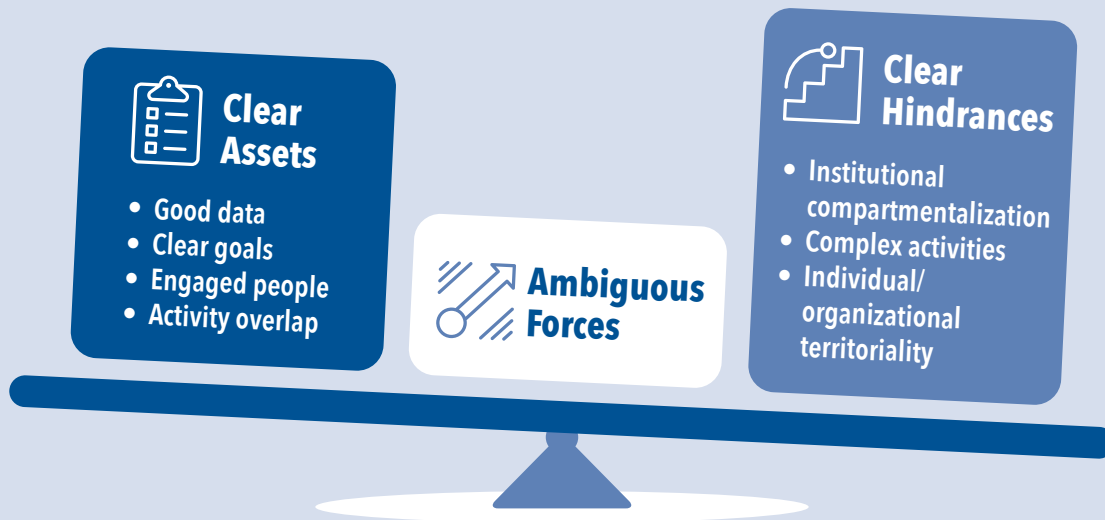 Clear
Assets
• Good data
• Clear goals
• Engaged people
• Activity overlap
Ambiguous
Forces
Clear
Hindrances
• Institutional
compartmentalization
• Complex activities
• Individual/
organizational
territoriality